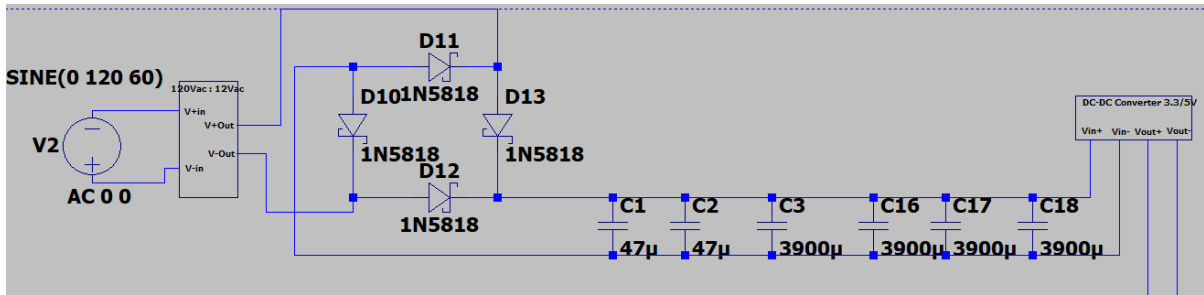 SINE(0 120 60)
V2
AC 0 0
120Vac : 12Vac
V+in
V+Out
V-Out
V-in
D11
1N5818
D10
1N5818
D13
1N5818
D12
1N5818
C1
47µ
C2
47µ
C3
3900µ
C16
3900µ
C17
3900µ
C18
3900µ
DC-DC Converter 3.3/5V
Vin+ Vin- Vout+ Vout-